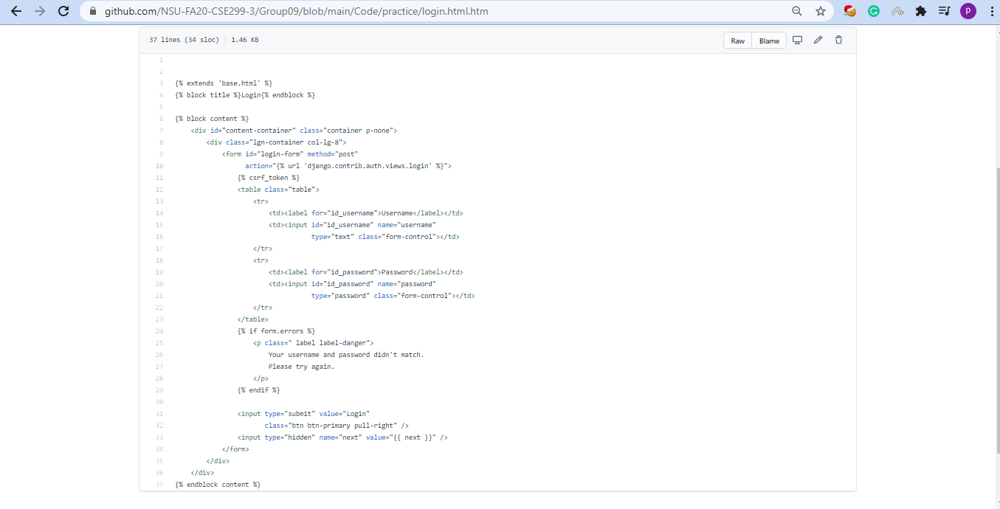 github.com/NSU-FA20-CSE299-3/Group09/blob/main/Code/practice/login.html.htm
G
P
37 lines (34 sloc) 1.46 KB
Raw Blame
1
2
3 {% extends 'base.html' %}
4 {% block title %}Login{% endblock %}
5
6 {% block content %}
7 <div id="content-container" class="container p-none">
8 <div class="lgn-container col-lg-8">
9 <form id="login-form" method="post"
10 action="{% url 'django.contrib.auth.views.login' %}">
11 {% csrf_token %}
12 <table class="table">
13 <tr>
14 <td><label for="id_username">Username</label></td>
15 <td><input id="id_username" name="username"
16 type="text" class="form-control"></td>
17 </tr>
18 <tr>
19 <td><label for="id_password">Password</label></td>
20 <td><input id="id_password" name="password"
21 type="password" class="form-control"></td>
22 </tr>
23 </table>
24 {% if form.errors %}
25 <p class=" label label-danger">
26 Your username and password didn't match.
27 Please try again.
28 </p>
29 {% endif %}
30
31 <input type="submit" value="Login"
32 class="btn btn-primary pull-right" />
33 <input type="hidden" name="next" value="{{ next }}" />
34 </form>
35 </div>
36 </div>
37 {% endblock content %}